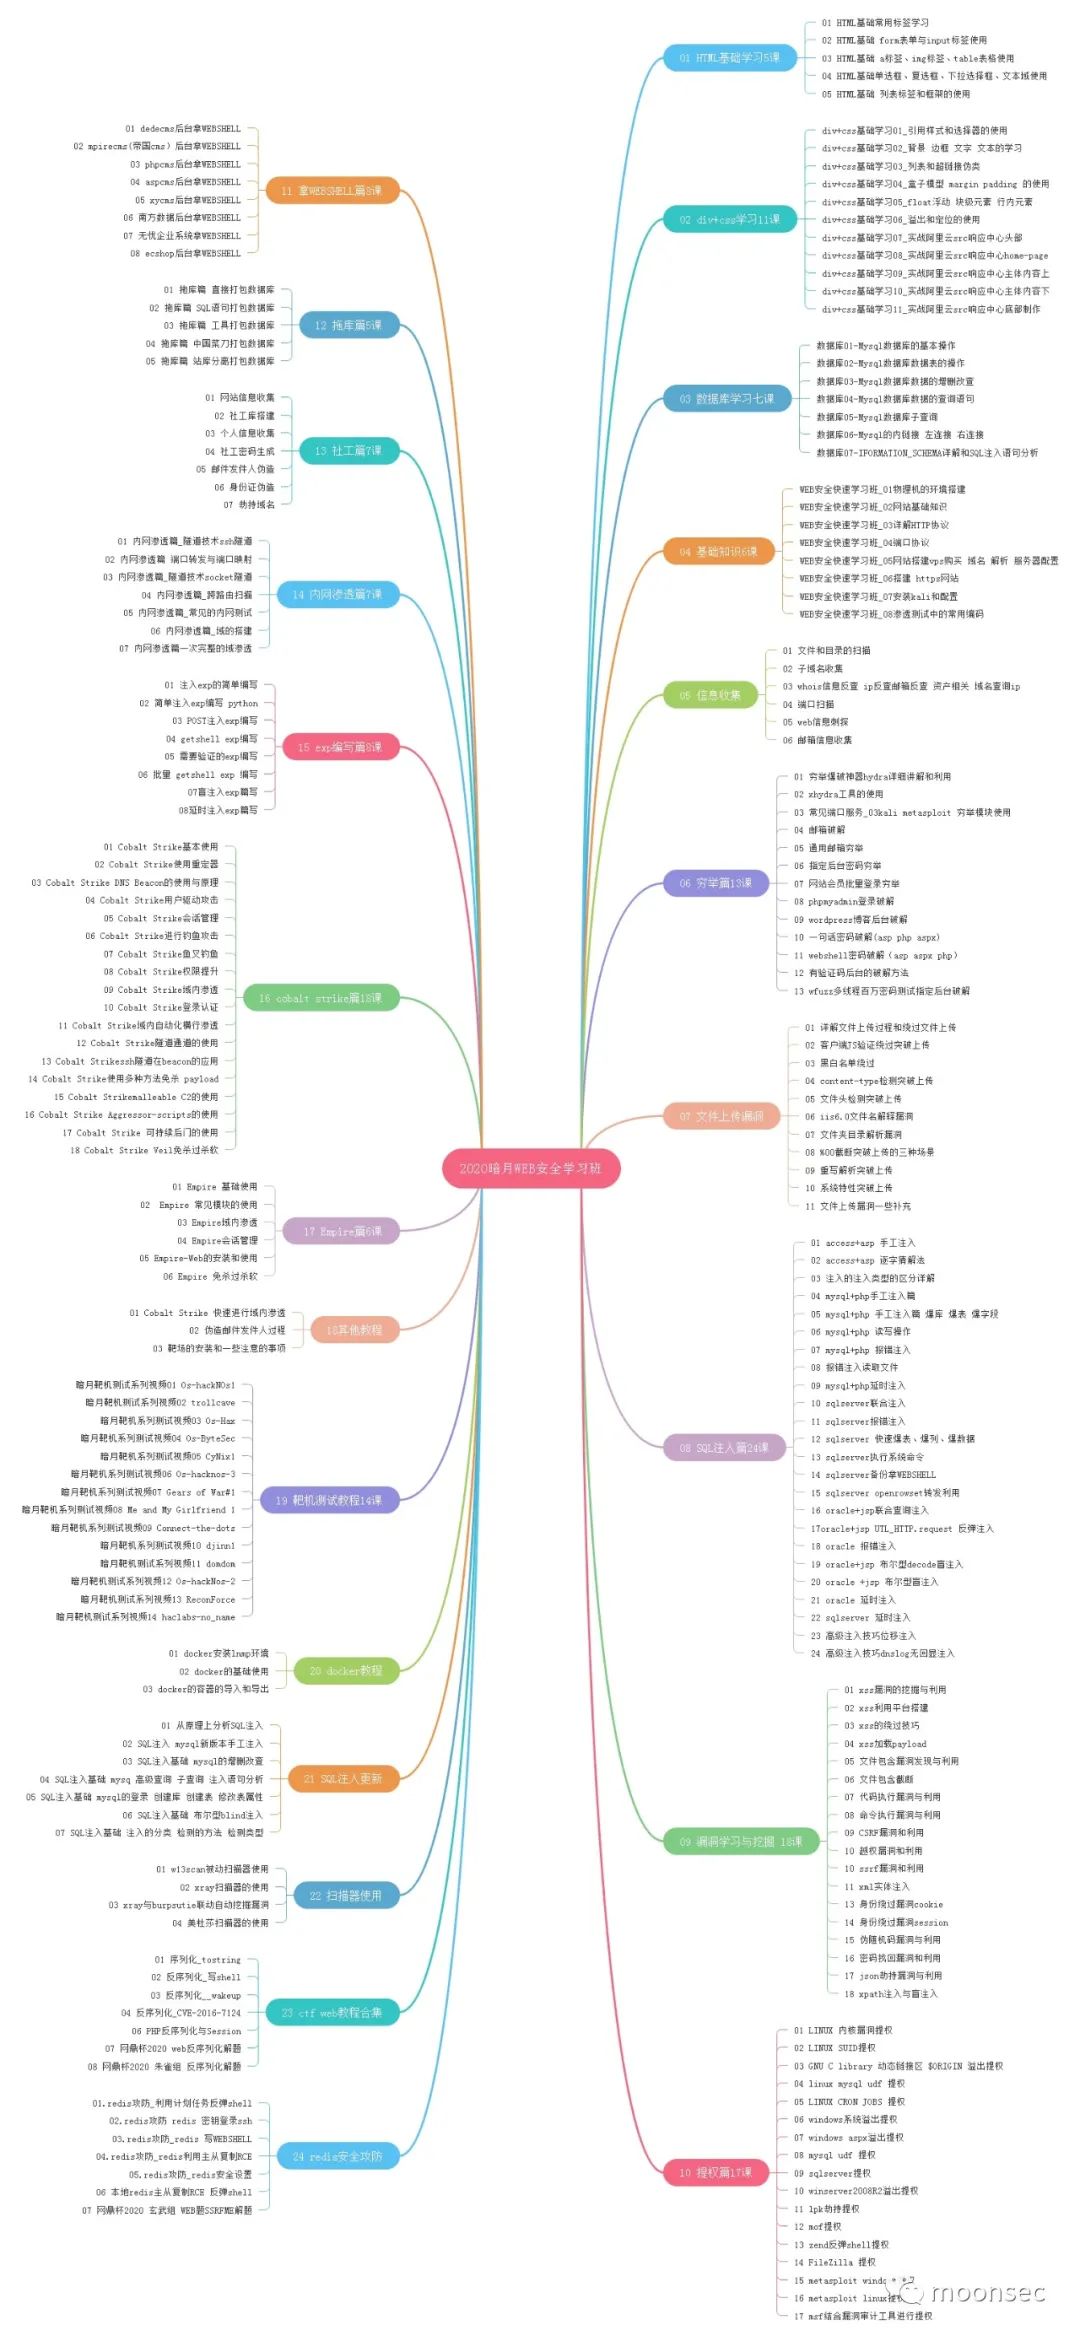 2020暗月WEB安全学习班
01 HTML基础学习5课
01 HTML基础常用标签学习
02 HTML基础 form表单与input标签使用
03 HTML基础 a标签、img标签、table表格使用
04 HTML基础单选框、复选框、下拉选择框、文本域使用
05 HTML基础 列表标签和框架的使用
02 div+css学习11课
div+css基础学习01_引用样式和选择器的使用
div+css基础学习02_背景 边框 文字 文本的学习
div+css基础学习03_列表和超链接伪类
div+css基础学习04_盒子模型 margin padding 的使用
div+css基础学习05_float浮动 块级元素 行内元素
div+css基础学习06_溢出和定位的使用
div+css基础学习07_实战阿里云src响应中心头部
div+css基础学习08_实战阿里云src响应中心home-page
div+css基础学习09_实战阿里云src响应中心主体内容上
div+css基础学习10_实战阿里云src响应中心主体内容下
div+css基础学习11_实战阿里云src响应中心底部制作
03 数据库学习七课
数据库01-Mysql数据库的基本操作
数据库02-Mysql数据库数据表的操作
数据库03-Mysql数据库数据的增删改查
数据库04-Mysql数据库数据的查询语句
数据库05-Mysql数据库子查询
数据库06-Mysql的内链接 左连接 右连接
数据库07-IFORMATION_SCHEMA详解和SQL注入语句分析
04 基础知识6课
WEB安全快速学习班_01物理机的环境搭建
WEB安全快速学习班_02网站基础知识
WEB安全快速学习班_03详解HTTP协议
WEB安全快速学习班_04端口协议
WEB安全快速学习班_05网站搭建vps购买 域名 解析 服务器配置
WEB安全快速学习班_06搭建 https网站
WEB安全快速学习班_07安装kali和配置
WEB安全快速学习班_08渗透测试中的常用编码
05 信息收集
01 文件和目录的扫描
02 子域名收集
03 whois信息反查 ip反查邮箱反查 资产相关 域名查询ip
04 端口扫描
05 web信息刺探
06 邮箱信息收集
06 穷举篇13课
01 穷举爆破神器hydra详细讲解和利用
02 xhydra工具的使用
03 常见端口服务_03kali metasploit 穷举模块使用
04 邮箱破解
05 通用邮箱穷举
06 指定后台密码穷举
07 网站会员批量登录穷举
08 phpmyadmin登录破解
09 wordpress博客后台破解
10 一句话密码破解(asp php aspx)
11 webshell密码破解（asp aspx php）
12 有验证码后台的破解方法
13 wfuzz多线程百万密码测试指定后台破解
07 文件上传漏洞
01 详解文件上传过程和绕过文件上传
02 客户端JS验证绕过突破上传
03 黑白名单绕过
04 content-type检测突破上传
05 文件头检测突破上传
06 iis6.0文件名解释漏洞
07 文件夹目录解析漏洞
08 %00截断突破上传的三种场景
09 重写解析突破上传
10 系统特性突破上传
11 文件上传漏洞一些补充
08 SQL注入篇24课
01 access+asp 手工注入
02 access+asp 逐字猜解法
03 注入的注入类型的区分详解
04 mysql+php手工注入篇
05 mysql+php 手工注入篇 爆库 爆表 爆字段
06 mysql+php 读写操作
07 mysql+php 报错注入
08 报错注入读取文件
09 mysql+php延时注入
10 sqlserver联合注入
11 sqlserver报错注入
12 sqlserver 快速爆表、爆列、爆数据
13 sqlserver执行系统命令
14 sqlserver备份拿WEBSHELL
15 sqlserver openrowset转发利用
16 oracle+jsp联合查询注入
17oracle+jsp UTL_HTTP.request 反弹注入
18 oracle 报错注入
19 oracle+jsp 布尔型decode盲注入
20 oracle +jsp 布尔型盲注入
21 oracle 延时注入
22 sqlserver 延时注入
23 高级注入技巧位移注入
24 高级注入技巧dnslog无回显注入
09 漏洞学习与挖掘 18课
01 xss漏洞的挖掘与利用
02 xss利用平台搭建
03 xss的绕过技巧
04 xss加载payload
05 文件包含漏洞发现与利用
06 文件包含截断
07 代码执行漏洞与利用
08 命令执行漏洞与利用
09 CSRF漏洞和利用
10 越权漏洞和利用
10 ssrf漏洞和利用
11 xml实体注入
13 身份绕过漏洞cookie
14 身份绕过漏洞session
15 伪随机码漏洞与利用
16 密码找回漏洞和利用
17 json劫持漏洞与利用
18 xpath注入与盲注入
10 提权篇17课
01 LINUX 内核漏洞提权
02 LINUX SUID提权
03 GNU C library 动态链接区 $ORIGIN 溢出提权
04 linux mysql udf 提权
05 LINUX CRON JOBS 提权
06 windows系统溢出提权
07 windows aspx溢出提权
08 mysql udf 提权
09 sqlserver提权
10 winserver2008R2溢出提权
11 lpk劫持提权
12 mof提权
13 zend反弹shell提权
14 FileZilla 提权
15 metasploit window
16 metasploit linux提权
17 msf结合漏洞审计工具进行提权
11 拿WEBSHELL篇8课
01 dedecms后台拿WEBSHELL
02 mpirecms(帝国cms）后台拿WEBSHELL
03 phpcms后台拿WEBSHELL
04 aspcms后台拿WEBSHELL
05 xycms后台拿WEBSHELL
06 南方数据后台拿WEBSHELL
07 无忧企业系统拿WEBSHELL
08 ecshop后台拿WEBSHELL
12 拖库篇5课
01 拖库篇 直接打包数据库
02 拖库篇 SQL语句打包数据库
03 拖库篇 工具打包数据库
04 拖库篇 中国菜刀打包数据库
05 拖库篇 站库分离打包数据库
13 社工篇7课
01 网站信息收集
02 社工库搭建
03 个人信息收集
04 社工密码生成
05 邮件发件人伪造
06 身份证伪造
07 劫持域名
14 内网渗透篇7课
01 内网渗透篇_隧道技术ssh隧道
02 内网渗透篇 端口转发与端口映射
03 内网渗透篇_隧道技术socket隧道
04 内网渗透篇_跨路由扫描
05 内网渗透篇_常见的内网测试
06 内网渗透篇_域的搭建
07 内网渗透篇一次完整的域渗透
15 exp编写篇8课
01 注入exp的简单编写
02 简单注入exp编写 python
03 POST注入exp编写
04 getshell exp编写
05 需要验证的exp编写
06 批量 getshell exp 编写
07盲注入exp篇写
08延时注入exp篇写
16 cobalt strike篇18课
01 Cobalt Strike基本使用
02 Cobalt Strike使用重定器
03 Cobalt Strike DNS Beacon的使用与原理
04 Cobalt Strike用户驱动攻击
05 Cobalt Strike会话管理
06 Cobalt Strike进行钓鱼攻击
07 Cobalt Strike鱼叉钓鱼
08 Cobalt Strike权限提升
09 Cobalt Strike域内渗透
10 Cobalt Strike登录认证
11 Cobalt Strike域内自动化横行渗透
12 Cobalt Strike隧道通道的使用
13 Cobalt Strikessh隧道在beacon的应用
14 Cobalt Strike使用多种方法免杀 payload
15 Cobalt Strikemalleable C2的使用
16 Cobalt Strike Aggressor-scripts的使用
17 Cobalt Strike 可持续后门的使用
18 Cobalt Strike Veil免杀过杀软
17 Empire篇6课
01 Empire 基础使用
02 Empire 常见模块的使用
03 Empire域内渗透
04 Empire会话管理
05 Empire-Web的安装和使用
06 Empire 免杀过杀软
18其他教程
01 Cobalt Strike 快速进行域内渗透
02 伪造邮件发件人过程
03 靶场的安装和一些注意的事项
19 靶机测试教程14课
暗月靶机测试系列视频01 Os-hackNOs1
暗月靶机测试系列视频02 trollcave
暗月靶机系列测试视频03 Os-Hax
暗月靶机系列测试视频04 Os-ByteSec
暗月靶机系列测试视频05 CyNix1
暗月靶机系列测试视频06 Os-hacknos-3
暗月靶机系列测试视频07 Gears of War#1
暗月靶机系列测试视频08 Me and My Girlfriend 1
暗月靶机系列测试视频09 Connect-the-dots
暗月靶机测试系列视频10 djinn1
暗月靶机测试系列视频11 domdom
暗月靶机测试系列视频12 Os-hackNos-2
暗月靶机测试系列视频13 ReconForce
暗月靶机测试系列视频14 haclabs-no_name
20 docker教程
01 docker安装lnmp环境
02 docker的基础使用
03 docker的容器的导入和导出
21 SQL注入更新
01 从原理上分析SQL注入
02 SQL注入 mysql新版本手工注入
03 SQL注入基础 mysql的增删改查
04 SQL注入基础 mysq 高级查询 子查询 注入语句分析
05 SQL注入基础 mysql的登录 创建库 创建表 修改表属性
06 SQL注入基础 布尔型blind注入
07 SQL注入基础 注入的分类 检测的方法 检测类型
22 扫描器使用
01 w13scan被动扫描器使用
02 xray扫描器的使用
03 xray与burpsutie联动自动挖掘漏洞
04 美杜莎扫描器的使用
23 ctf web教程合集
01 序列化_tostring
02 反序列化_写shell
03 反序列化__wakeup
04 反序列化_CVE-2016-7124
06 PHP反序列化与Session
07 网鼎杯2020 web反序列化解题
08 网鼎杯2020 朱雀组 反序列化解题
24 redis安全攻防
01.redis攻防_利用计划任务反弹shell
02.redis攻防 redis 密钥登录ssh
03.redis攻防_redis 写WEBSHELL
04.redis攻防_redis利用主从复制RCE
05.redis攻防_redis安全设置
06 本地redis主从复制RCE 反弹shell
07 网鼎杯2020 玄武组 WEB题SSRFME解题
moonsec